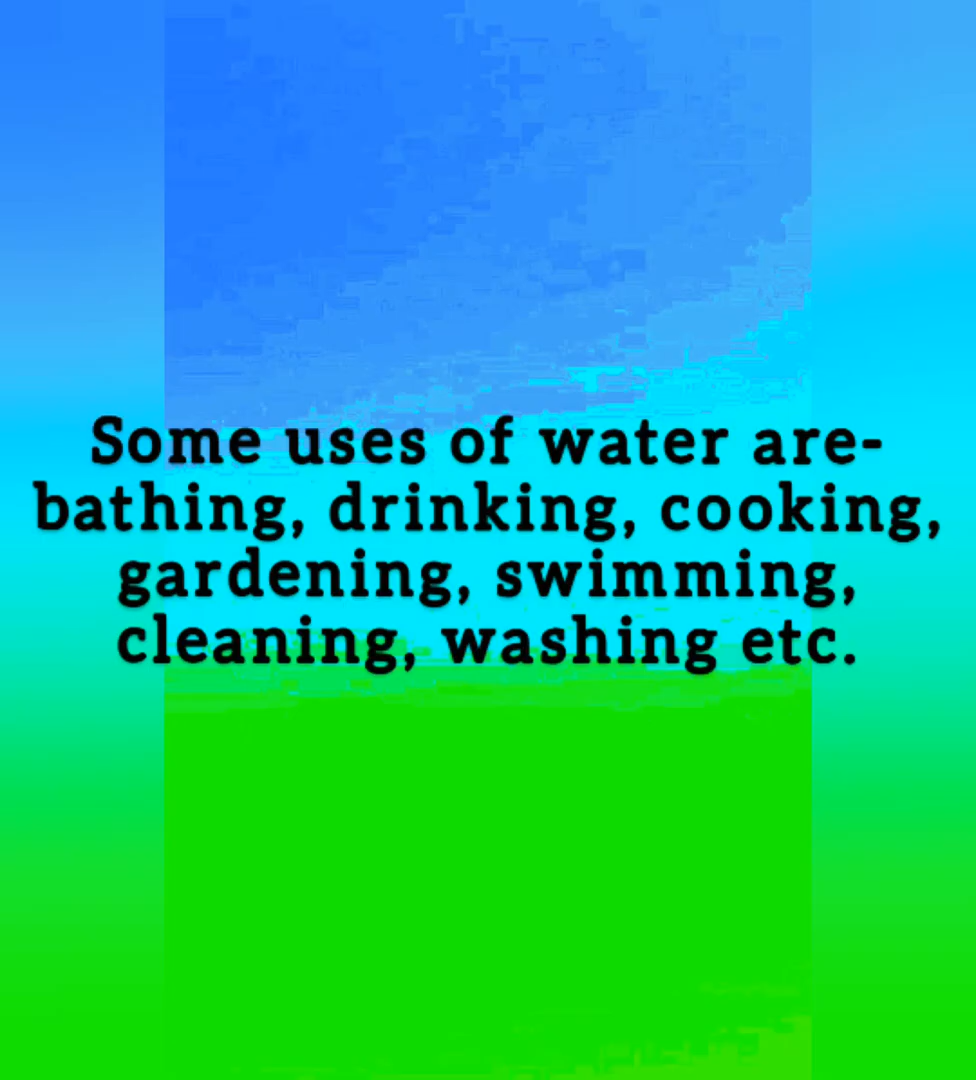 Some uses of water are-
bathing, drinking, cooking,
gardening, swimming,
cleaning, washing etc.